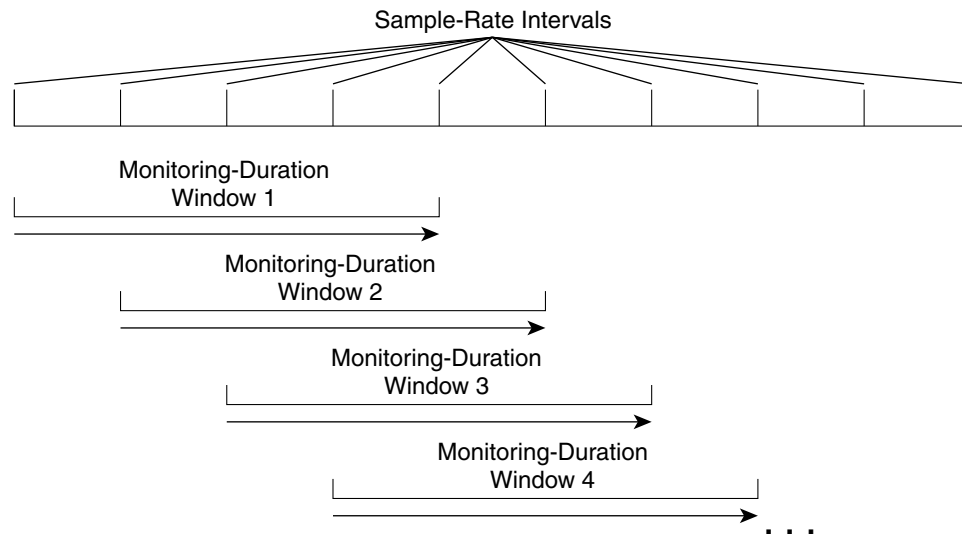 Sample-Rate Intervals
Monitoring-Duration
Window 1
Monitoring-Duration
Window 2
Monitoring-Duration
Window 3
Monitoring-Duration
Window 4
. . .